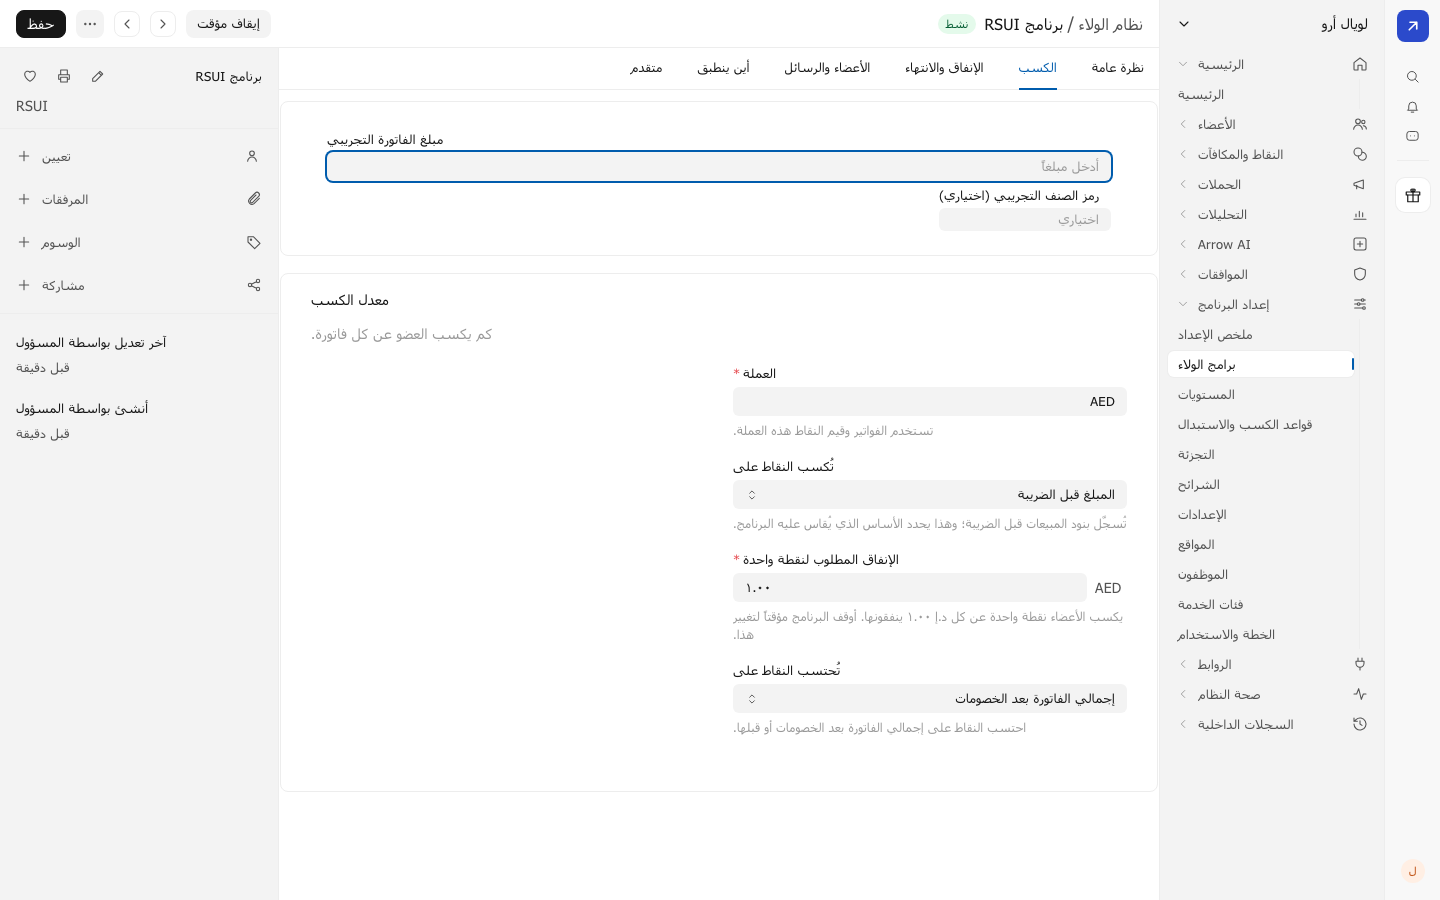 لويال أرو
الرئيسية
الرئيسية
الأعضاء
النقاط والمكافآت
الحملات
التحليلات
Arrow AI
الموافقات
إعداد البرنامج
ملخص الإعداد
برامج الولاء
المستويات
قواعد الكسب والاستبدال
التجزئة
الشرائح
الإعدادات
المواقع
الموظفون
فئات الخدمة
الخطة والاستخدام
الروابط
صحة النظام
السجلات الداخلية
ل
نظام الولاء / برنامج RSUI نشط
إيقاف مؤقت
حفظ
نظرة عامة الكسب الإنفاق والانتهاء الأعضاء والرسائل أين ينطبق متقدم
مبلغ الفاتورة التجريبي
أدخل مبلغاً
رمز الصنف التجريبي (اختياري)
اختياري
معدل الكسب
كم يكسب العضو عن كل فاتورة.
العملة *
AED
تستخدم الفواتير وقيم النقاط هذه العملة.
تُكسب النقاط على
المبلغ قبل الضريبة
تُسجَّل بنود المبيعات قبل الضريبة؛ وهذا يحدد الأساس الذي يُقاس عليه البرنامج.
الإنفاق المطلوب لنقطة واحدة *
AED ١.٠٠
يكسب الأعضاء نقطة واحدة عن كل د.إ ١.٠٠ ينفقونها. أوقف البرنامج مؤقتاً لتغيير
هذا.
تُحتسب النقاط على
إجمالي الفاتورة بعد الخصومات
احتسب النقاط على إجمالي الفاتورة بعد الخصومات أو قبلها.
برنامج RSUI
RSUI
تعيين
المرفقات
الوسوم
مشاركة
آخر تعديل بواسطة المسؤول
قبل دقيقة
أنشئ بواسطة المسؤول
قبل دقيقة